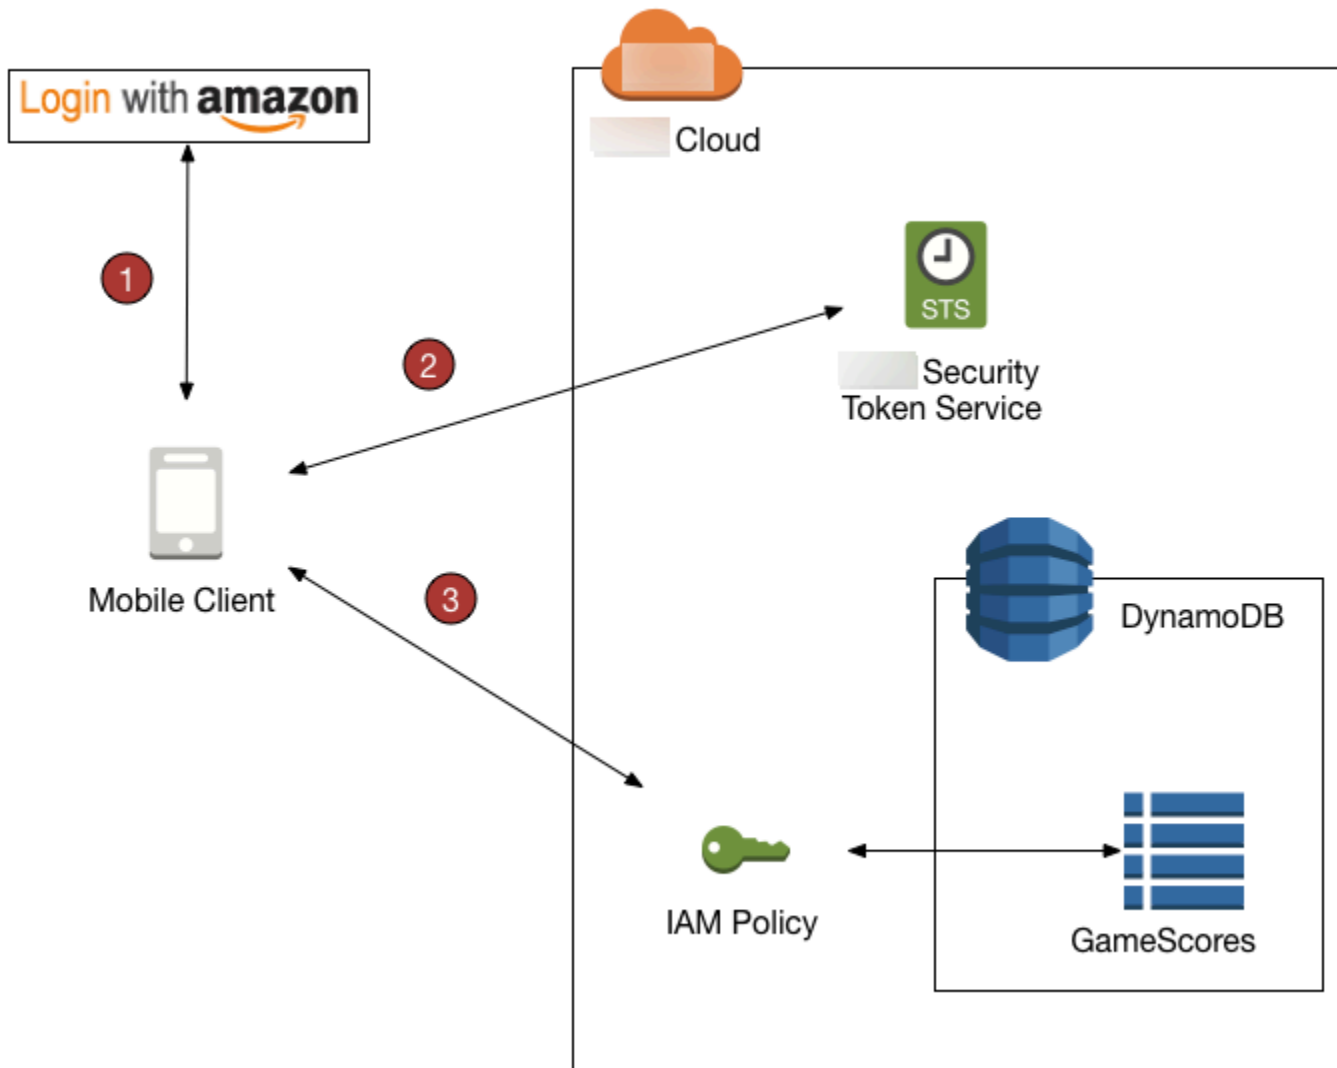 Login with amazon
Cloud
1
STS
2
Security
Token Service
Mobile Client
3
DynamoDB
IAM Policy
GameScores